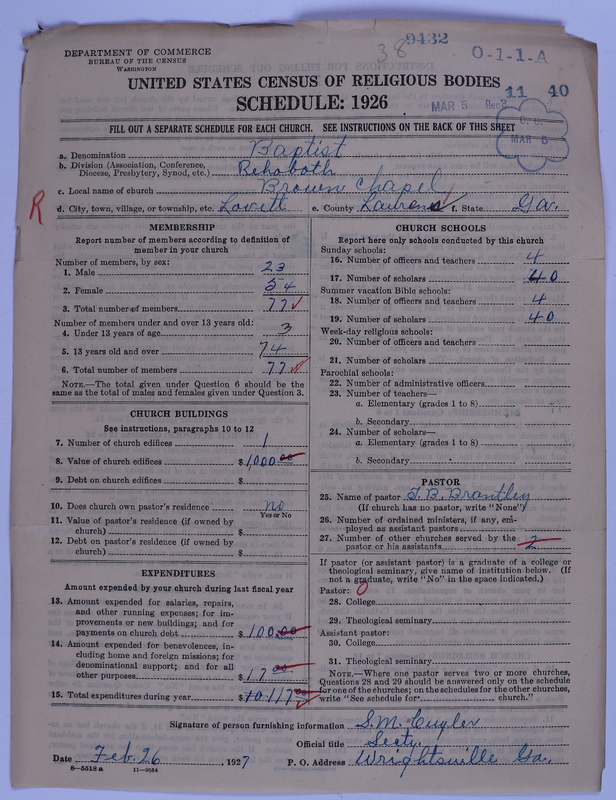 9432
38
O-1-1-A
DEPARTMENT OF COMMERCE
BUREAU OF THE CENSUS
WASHINGTON
UNITED STATES CENSUS OF RELIGIOUS BODIES
SCHEDULE: 1926
MAR 5 Rec'd
11 40
MAR 5
FILL OUT A SEPARATE SCHEDULE FOR EACH CHURCH. SEE INSTRUCTIONS ON THE BACK OF THIS SHEET
a. Denomination Baptist
b. Division (Association, Conference, Diocese, Presbytery, Synod, etc.) Rehoboth
c. Local name of church Brown Chapel
R
d. City, town, village, or township, etc. Lovett e. County Laurens f. State Ga.
MEMBERSHIP
Report number of members according to definition of
member in your church
Number of members, by sex:
1. Male 23
2. Female 54
3. Total number of members 77
Number of members under and over 13 years old:
4. Under 13 years of age 3
5. 13 years old and over 74
6. Total number of members 77
NOTE.—The total given under Question 6 should be the
same as the total of males and females given under Question 3.
CHURCH BUILDINGS
See instructions, paragraphs 10 to 12
7. Number of church edifices 1
8. Value of church edifices $1000.00
9. Debt on church edifices $
10. Does church own pastor's residence no
Yes or No
11. Value of pastor's residence (if owned by
church) $
12. Debt on pastor's residence (if owned by
church) $
EXPENDITURES
Amount expended by church during last fiscal year
13. Amount expended for salaries, repairs,
and other running expenses; for im-
provements or new buildings; and for
payments on church debt $100.00
14. Amount expended for benevolences, in-
cluding home and foreign missions; for
denominational support; and for all
other purposes $17.00
15. Total expenditures during year $10117.00
CHURCH SCHOOLS
Report here only schools conducted by this church
Sunday schools:
16. Number of officers and teachers 4
17. Number of scholars 40
Summer vacation Bible schools:
18. Number of officers and teachers 4
19. Number of scholars 40
Week-day religious schools:
20. Number of officers and teachers
21. Number of scholars
Parochial schools:
22. Number of administrative officers
23. Number of teachers—
a. Elementary (grades 1 to 8)
b. Secondary
24. Number of scholars—
a. Elementary (grades 1 to 8)
b. Secondary
PASTOR
25. Name of pastor T. B. Brantley
(If church has no pastor, write "None")
26. Number of ordained ministers, if any, em-
ployed as assistant pastors
27. Number of other churches served by the
pastor or his assistants 2
If pastor (or assistant pastor) is a graduate of a college or
theological seminary, give name of institution below. (If
not a graduate, write "No" in the space indicated.)
Pastor: 0
28. College
29. Theological seminary
Assistant pastor:
30. College
31. Theological seminary
NOTE.—Where one pastor serves two or more churches,
Questions 28 and 29 should be answered only on the schedule
for one of the churches; on the schedules for the other churches,
write "See schedule for church."
Signature of person furnishing information S.M. Cuyler
Official title Secty.
Date Feb. 26, 1927 P. O. Address Wrightsville Ga.
8-5518 a 11-9884